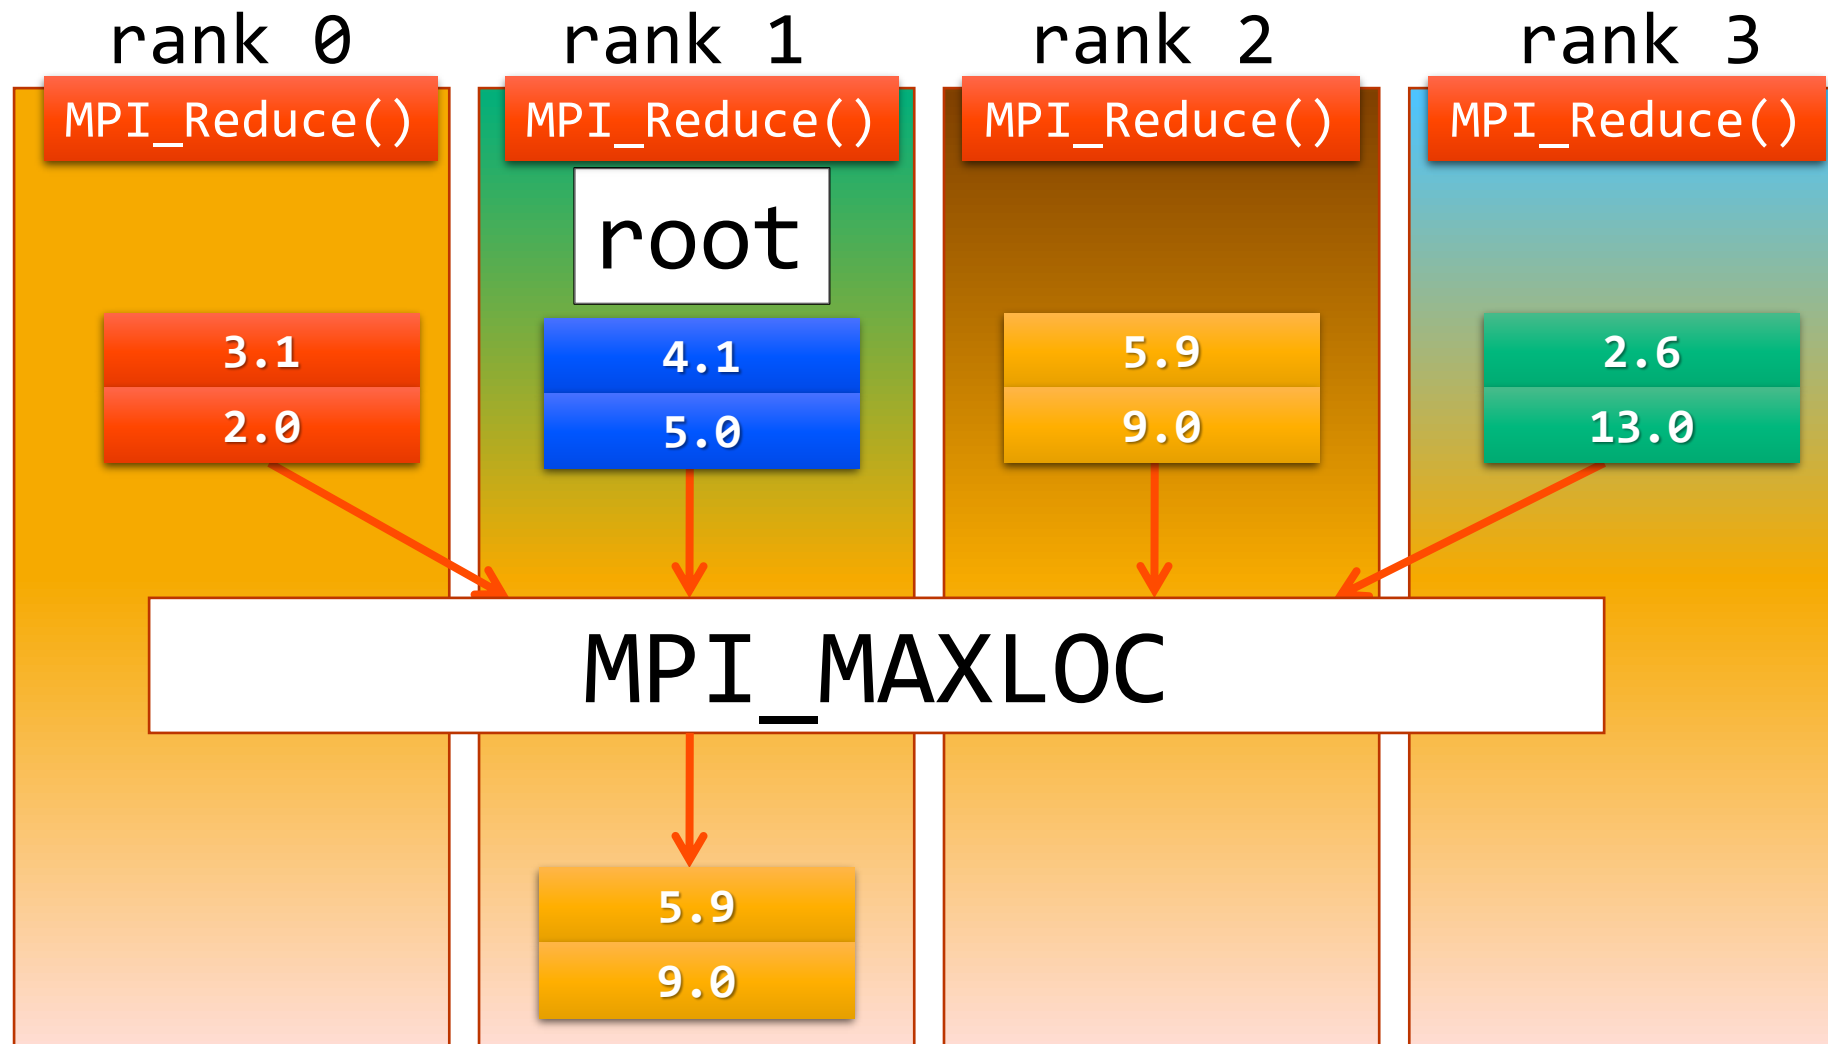 rank 0
rank 1
rank 2
rank 3
MPI_Reduce()
MPI_Reduce()
MPI_Reduce()
MPI_Reduce()
root
3.1
4.1
5.9
2.6
2.0
5.0
9.0
13.0
MPI_MAXLOC
5.9
9.0